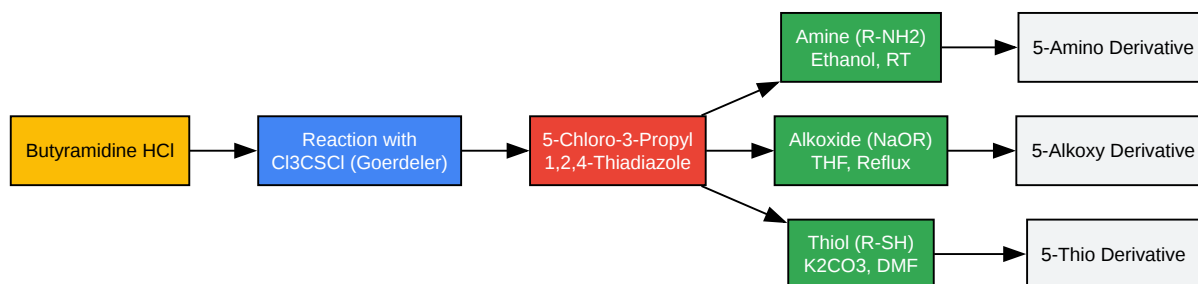 Butyramidine HCl
Reaction with
Cl3CSCl (Goerdeler)
5-Chloro-3-Propyl
1,2,4-Thiadiazole
Amine (R-NH2)
Ethanol, RT
5-Amino Derivative
Alkoxide (NaOR)
THF, Reflux
5-Alkoxy Derivative
Thiol (R-SH)
K2CO3, DMF
5-Thio Derivative